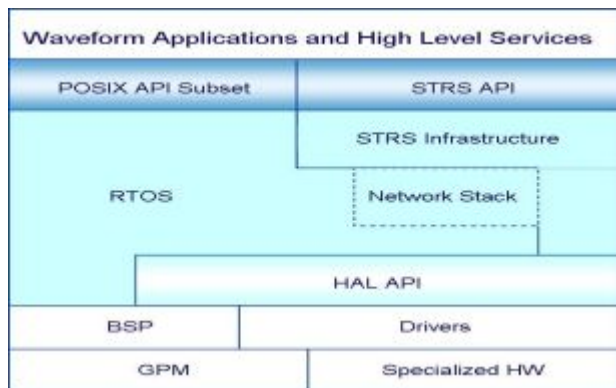 Waveform Applications and High Level Services
POSIX API Subset
STRS API
STRS Infrastructure
RTOS
Network Stack
HAL API
BSP
Drivers
GPM
Specialized HW